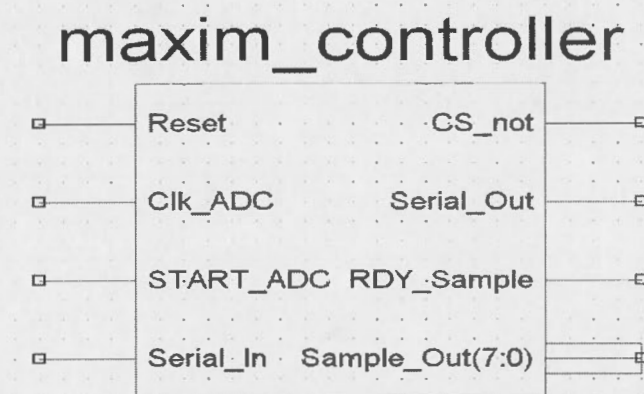 maxim_controller
Reset CS_not
Clk_ADC Serial_Out
START_ADC RDY_Sample
Serial_In Sample_Out(7:0)